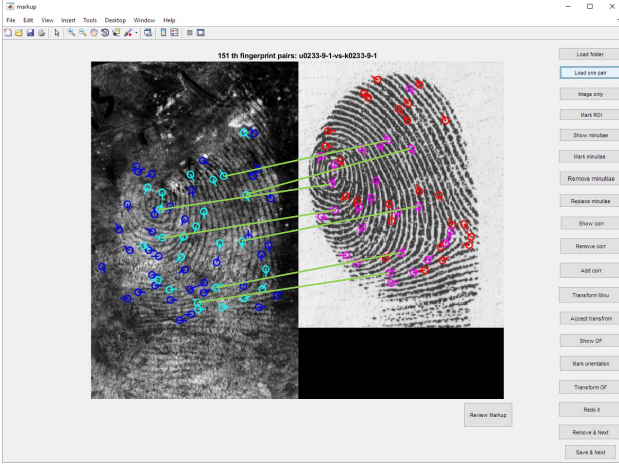 markup
File Edit View Insert Tools Desktop Window Help
151 th fingerprint pairs: u0233-9-1-vs-k0233-9-1
Load folder
Load one pair
Image only
Mark ROI
Show minutiae
Mark minutiae
Remove minutiae
Replace minutiae
Show corr
Remove corr
Add corr
Transform Minu
Accept transfrom
Show OF
Mark orientation
Transform OF
Redo it
Review Markup
Remove & Next
Save & Next